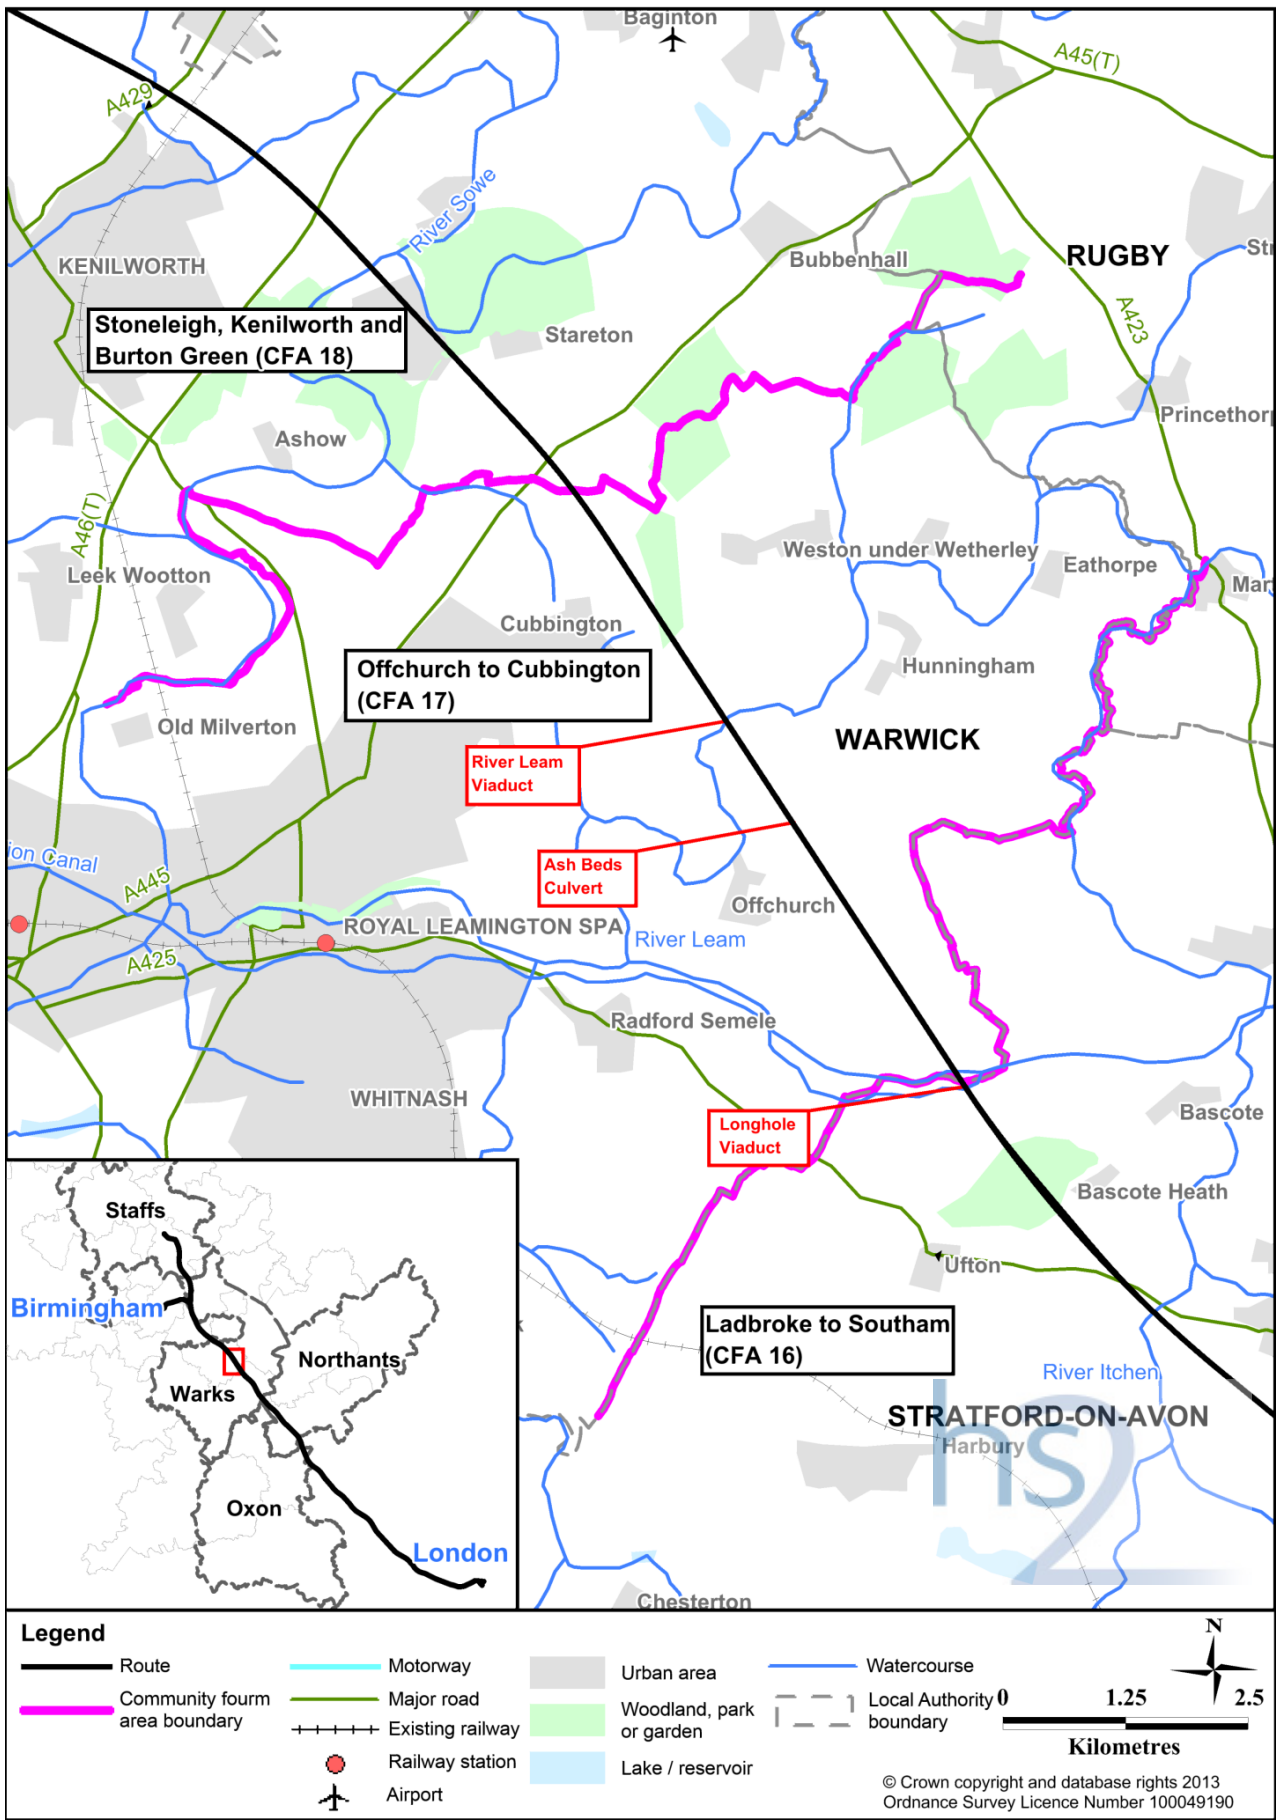 Baginton
A45(T)
A429
River Sowe
KENILWORTH
Bubbenhall
RUGBY
Str
Stoneleigh, Kenilworth and
Burton Green (CFA 18)
Stareton
A423
Princethorp
Ashow
A46(T)
Weston under Wetherley
Eathorpe
Leek Wootton
Mart
Cubbington
Hunningham
Offchurch to Cubbington
(CFA 17)
Old Milverton
WARWICK
River Leam
Viaduct
ion Canal
Ash Beds
Culvert
A445
Offchurch
ROYAL LEAMINGTON SPA
River Leam
A425
Radford Semele
WHITNASH
Longhole
Viaduct
Bascote
Bascote Heath
Ufton
Ladbroke to Southam
(CFA 16)
River Itchen
STRATFORD-ON-AVON
Harbury
hs2
Chesterton
Staffs
Birmingham
Northants
Warks
Oxon
London
Legend
Route
Community fourm
area boundary
Motorway
Major road
Existing railway
Railway station
Airport
Urban area
Woodland, park
or garden
Lake / reservoir
Watercourse
Local Authority
boundary
N
0 1.25 2.5
Kilometres
© Crown copyright and database rights 2013
Ordnance Survey Licence Number 100049190